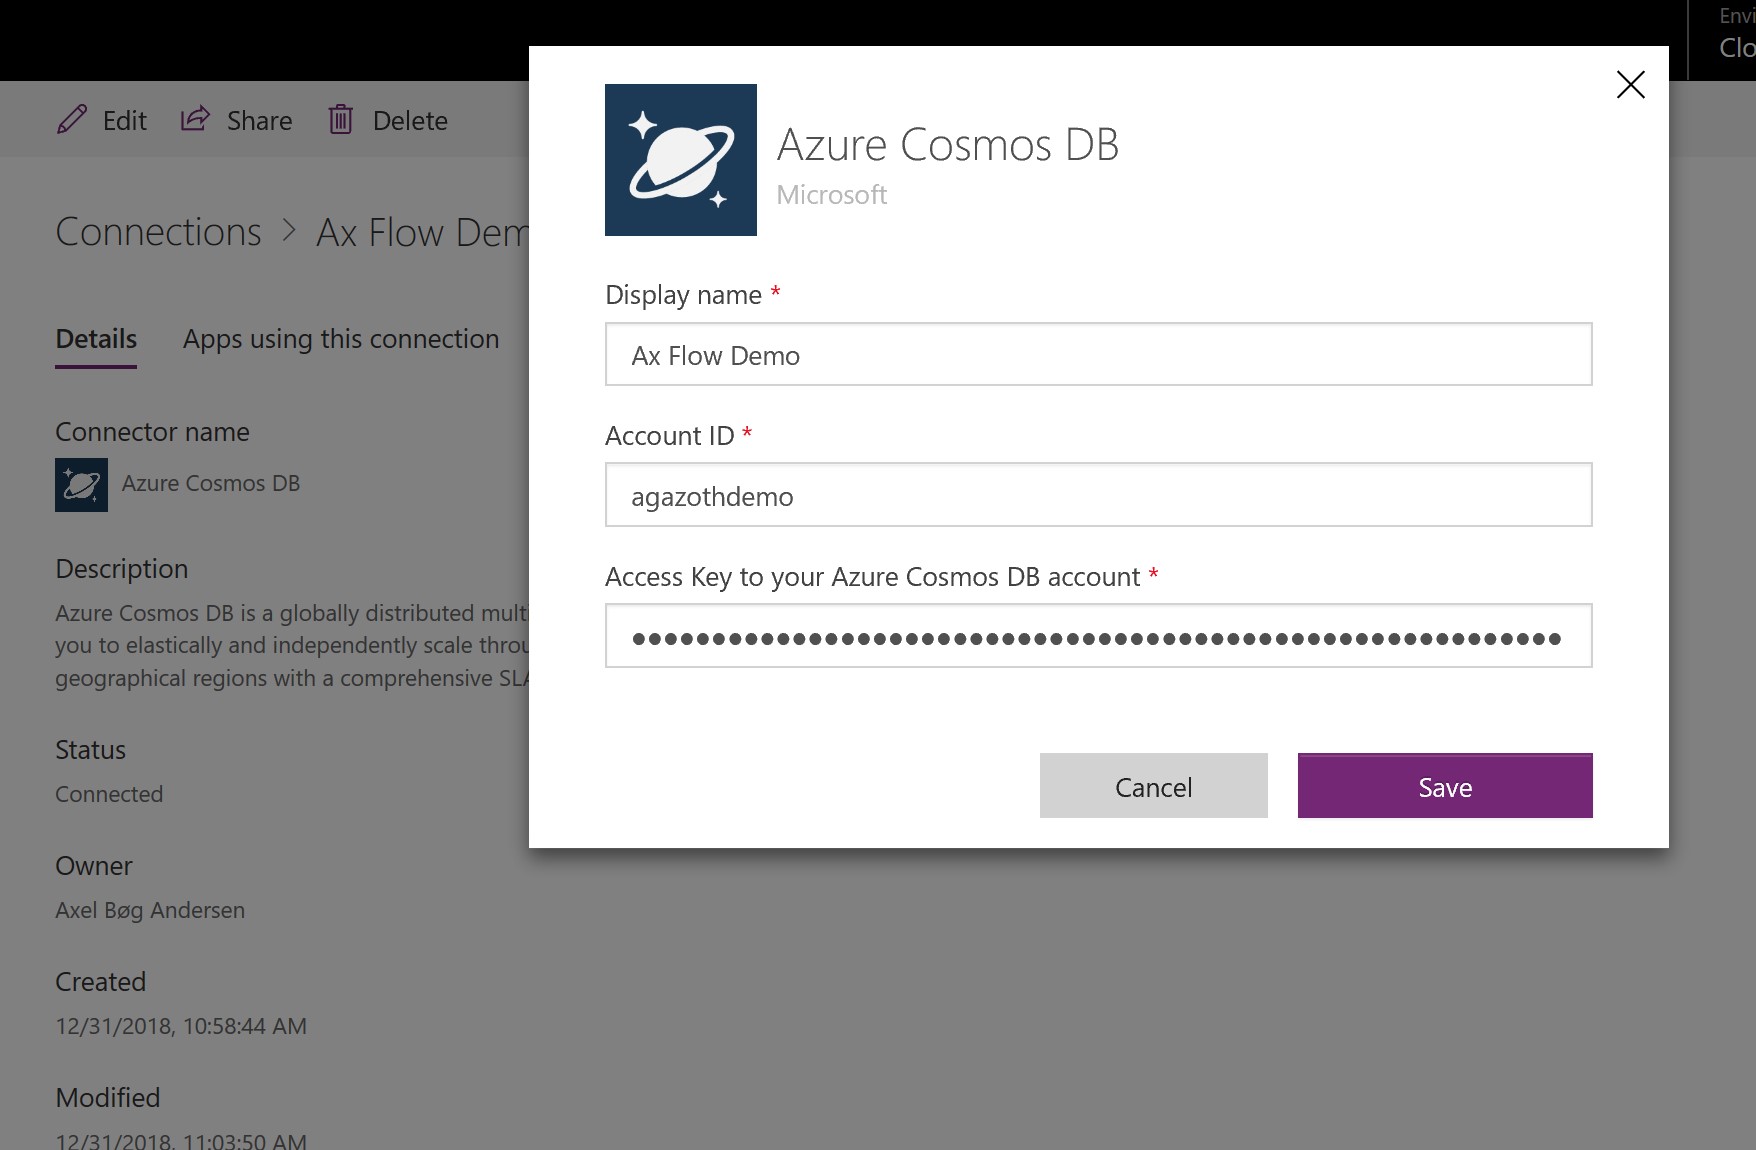 Envi
Clo
Edit
Share
Delete
Connections > Ax Flow Dem
Details
Apps using this connection
Connector name
Azure Cosmos DB
Description
Azure Cosmos DB is a globally distributed multi
you to elastically and independently scale throu
geographical regions with a comprehensive SLA
Status
Connected
Owner
Axel Bøg Andersen
Created
12/31/2018, 10:58:44 AM
Modified
12/31/2018, 11:03:50 AM
Azure Cosmos DB
Microsoft
Display name *
Ax Flow Demo
Account ID *
agazothdemo
Access Key to your Azure Cosmos DB account *
Cancel
Save